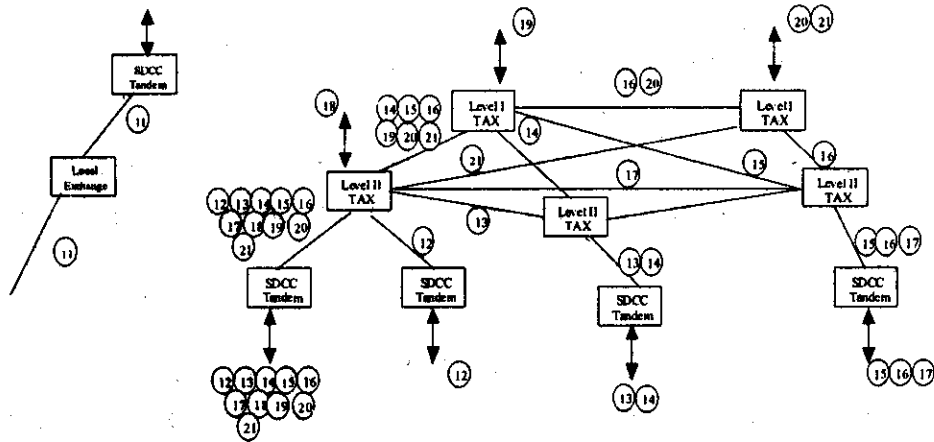 20 21
19
SDCC
Tandem
16 20
18
14 15 16
Level I
TAX
Level I
TAX
11
19 20 21
14
Local
Exchange
21
15
16
Level II
TAX
17
Level II
TAX
12 13 14 15 16
Level II
TAX
17 18 19 20
13
21
11
12
15 16 17
13 14
SDCC
Tandem
SDCC
Tandem
SDCC
Tandem
SDCC
Tandem
12 13 14 15 16
12
15 16 17
17 18 19 20
13 14
21